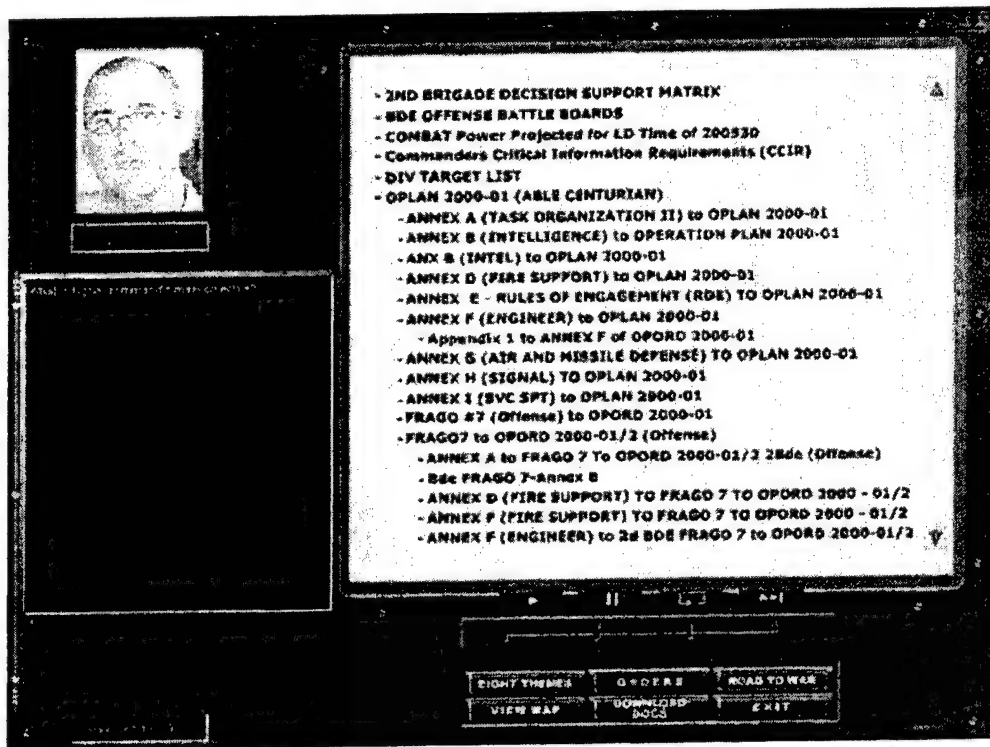 - 2ND BRIGADE DECISION SUPPORT MATRIX
- BDE OFFENSE BATTLE BOARDS
- COMBAT Power Projected for LD Time of 200530
- Commanders Critical Information Requirements (CCIR)
- DIV TARGET LIST
- OPLAN 2000-01 (ABLE CENTURIAN)
- ANNEX A (TASK ORGANIZATION II) to OPLAN 2000-01
- ANNEX B (INTELLIGENCE) to OPERATION PLAN 2000-01
- ANX B (INTEL) to OPLAN 2000-01
- ANNEX D (FIRE SUPPORT) to OPLAN 2000-01
- ANNEX E - RULES OF ENGAGEMENT (ROE) TO OPLAN 2000-01
- ANNEX F (ENGINEER) to OPLAN 2000-01
- Appendix 1 to ANNEX F of OPORD 2000-01
- ANNEX G (AIR AND MISSILE DEFENSE) TO OPLAN 2000-01
- ANNEX H (SIGNAL) TO OPLAN 2000-01
- ANNEX I (SVC SPT) to OPLAN 2000-01
- FRAGO #7 (Offense) to OPORD 2000-01
- FRAGO7 to OPORD 2000-01/2 (Offense)
- ANNEX A to FRAGO 7 To OPORD 2000-01/2 2Bde (Offense)
- Bde FRAGO 7-Annex B
- ANNEX D (FIRE SUPPORT) TO FRAGO 7 TO OPORD 2000 - 01/2
- ANNEX F (FIRE SUPPORT) TO FRAGO 7 TO OPORD 2000 - 01/2
- ANNEX F (ENGINEER) to 2d BDE FRAGO 7 to OPORD 2000-01/2
EIGHT THEMES ORDERS ROAD TO WAR
VIEW MAP DOWNLOAD DOCS EXIT